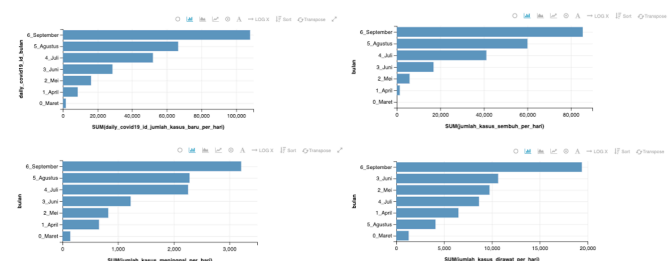 LOG X Sort Transpose
daily_covid19_id_bulan
6_September
5_Agustus
4_Juli
3_Juni
2_Mei
1_April
0_Maret
0 20,000 40,000 60,000 80,000 100,000
SUM(daily_covid19_id_jumlah_kasus_baru_per_hari)
LOG X Sort Transpose
bulan
6_September
5_Agustus
4_Juli
3_Juni
2_Mei
1_April
0_Maret
0 20,000 40,000 60,000 80,000
SUM(jumlah_kasus_sembuh_per_hari)
LOG X Sort Transpose
bulan
6_September
5_Agustus
4_Juli
3_Juni
2_Mei
1_April
0_Maret
0 1,000 2,000 3,000
SUM(jumlah_kasus_meninggal_per_hari)
LOG X Sort Transpose
bulan
6_September
3_Juni
2_Mei
4_Juli
1_April
5_Agustus
0_Maret
0 5,000 10,000 15,000 20,000
SUM(jumlah_kasus_dirawat_per_hari)